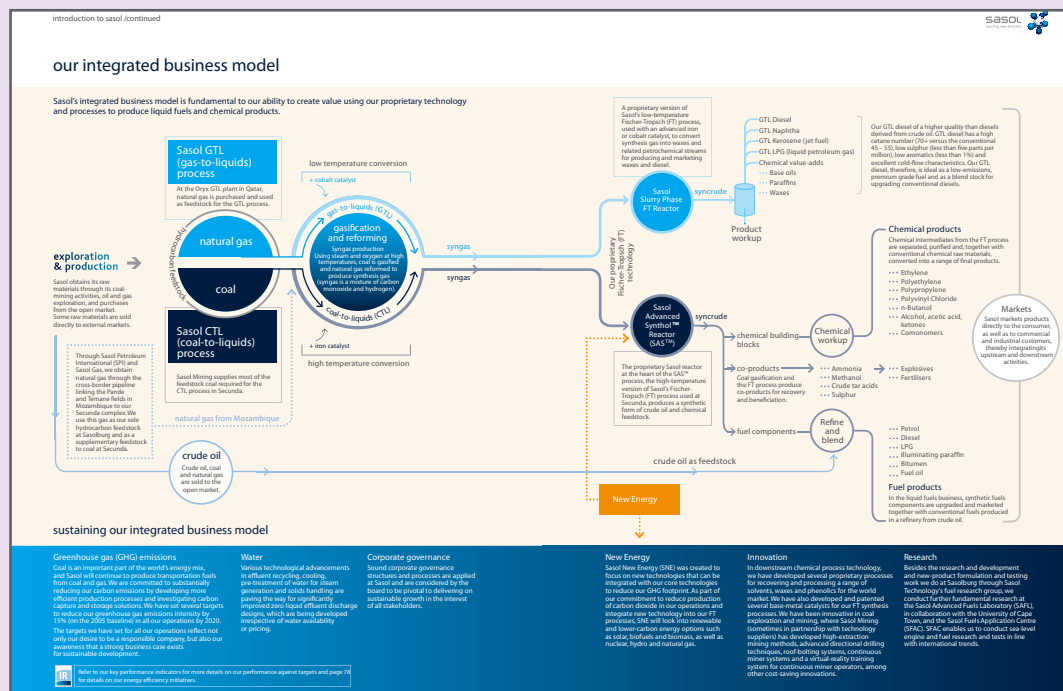 introduction to sasol /continued
sasol
reaching new frontiers
our integrated business model
Sasol's integrated business model is fundamental to our ability to create value using our proprietary technology
and processes to produce liquid fuels and chemical products.
Sasol GTL
(gas-to-liquids)
process
At the Oryx GTL plant in Qatar,
natural gas is purchased and used
as feedstock for the GTL process.
low temperature conversion
+ cobalt catalyst
gas-to-liquids (GTL)
gasification
and reforming
Syngas production
Using steam and oxygen at high
temperatures, coal is gasified
and natural gas reformed to
produce synthesis gas
(syngas is a mixture of carbon
monoxide and hydrogen).
coal-to-liquids (CTL)
+ iron catalyst
high temperature conversion
hydrocarbon feedstock
natural gas
coal
exploration
& production
Sasol obtains its raw
materials through its coal-
mining activities, oil and gas
exploration, and purchases
from the open market.
Some raw materials are sold
directly to external markets.
Sasol CTL
(coal-to-liquids)
process
Sasol Mining supplies most of the
feedstock coal required for the
CTL process in Secunda.
Through Sasol Petroleum
International (SPI) and
Sasol Gas, we obtain
natural gas through the
cross-border pipeline
linking the Pande
and Temane fields in
Mozambique to our
Secunda complex. We
use this gas as our sole
hydrocarbon feedstock
at Sasolburg and as a
supplementary feedstock
to coal at Secunda.
natural gas from Mozambique
crude oil
Crude oil, coal
and natural gas
are sold to the
open market.
crude oil as feedstock
syngas
syngas
Our proprietary
Fischer-Tropsch (FT)
technology
A proprietary version of
Sasol's low-temperature
Fischer-Tropsch (FT) process,
used with an advanced iron
or cobalt catalyst, to convert
synthesis gas into waxes and
related petrochemical streams
for producing and marketing
waxes and diesel.
Sasol
Slurry Phase
FT Reactor
syncrude
Product
workup
GTL Diesel
GTL Naphtha
GTL Kerosene (jet fuel)
GTL LPG (liquid petroleum gas)
Chemical value-adds
Base oils
Paraffins
Waxes
Our GTL diesel of a higher quality than diesels
derived from crude oil. GTL diesel has a high
cetane number (70+ versus the conventional
45 – 55), low sulphur (less than five parts per
million), low aromatics (less than 1%) and
excellent cold-flow characteristics. Our GTL
diesel, therefore, is ideal as a low-emissions,
premium grade fuel and as a blend stock for
upgrading conventional diesels.
Sasol
Advanced
Synthol™
Reactor
(SAS™)
syncrude
The proprietary Sasol reactor
at the heart of the SAS™
process, the high-temperature
version of Sasol's Fischer-
Tropsch (FT) process used at
Secunda, produces a synthetic
form of crude oil and chemical
feedstock.
chemical building
blocks
Chemical
workup
co-products
Coal gasification and
the FT process produce
co-products for recovery
and beneficiation.
Ammonia
Methanol
Crude tar acids
Sulphur
Explosives
Fertilisers
fuel components
Refine
and
blend
Chemical products
Chemical intermediates from the FT process
are separated, purified and, together with
conventional chemical raw materials,
converted into a range of final products.
Ethylene
Polyethylene
Polypropylene
Polyvinyl Chloride
n-Butanol
Alcohol, acetic acid,
ketones
Comonomers
Markets
Sasol markets products
directly to the consumer,
as well as to commercial
and industrial customers,
thereby integratingits
upstream and downstream
activities.
Petrol
Diesel
LPG
Illuminating paraffin
Bitumen
Fuel oil
Fuel products
In the liquid fuels business, synthetic fuels
components are upgraded and marketed
together with conventional fuels produced
in a refinery from crude oil.
New Energy
sustaining our integrated business model
Greenhouse gas (GHG) emissions
Coal is an important part of the world's energy mix,
and Sasol will continue to produce transportation fuels
from coal and gas. We are committed to substantially
reducing our carbon emissions by developing more
efficient production processes and investigating carbon
capture and storage solutions. We have set several targets
to reduce our greenhouse gas emissions intensity by
15% (on the 2005 baseline) in all our operations by 2020.
The targets we have set for all our operations reflect not
only our desire to be a responsible company, but also our
awareness that a strong business case exists
for sustainable development.
IR
Refer to our key performance indicators for more details on our performance against targets and page 78
for details on our energy efficiency initiatives.
Water
Various technological advancements
in effluent recycling, cooling,
pre-treatment of water for steam
generation and solids handling are
paving the way for significantly
improved zero liquid effluent discharge
designs, which are being developed
irrespective of water availability
or pricing.
Corporate governance
Sound corporate governance
structures and processes are applied
at Sasol and are considered by the
board to be pivotal to delivering on
sustainable growth in the interest
of all stakeholders.
New Energy
Sasol New Energy (SNE) was created to
focus on new technologies that can be
integrated with our core technologies
to reduce our GHG footprint. As part of
our commitment to reduce production
of carbon dioxide in our operations and
integrate new technology into our FT
processes, SNE will look into renewable
and lower-carbon energy options such
as solar, biofuels and biomass, as well as
nuclear, hydro and natural gas.
Innovation
In downstream chemical process technology,
we have developed several proprietary processes
for recovering and processing a range of
solvents, waxes and phenolics for the world
market. We have also developed and patented
several base-metal catalysts for our FT synthesis
processes. We have been innovative in coal
exploration and mining, where Sasol Mining
(sometimes in partnership with technology
suppliers) has developed high-extraction
mining methods, advanced directional drilling
techniques, roof-bolting systems, continuous
miner systems and a virtual-reality training
system for continuous miner operators, among
other cost-saving innovations.
Research
Besides the research and development
and new-product formulation and testing
work we do at Sasolburg through Sasol
Technology's fuel research group, we
conduct further fundamental research at
the Sasol Advanced Fuels Laboratory (SAFL),
in collaboration with the University of Cape
Town, and the Sasol Fuels Application Centre
(SFAC). SFAC enables us to conduct sea-level
engine and fuel research and tests in line
with international trends.